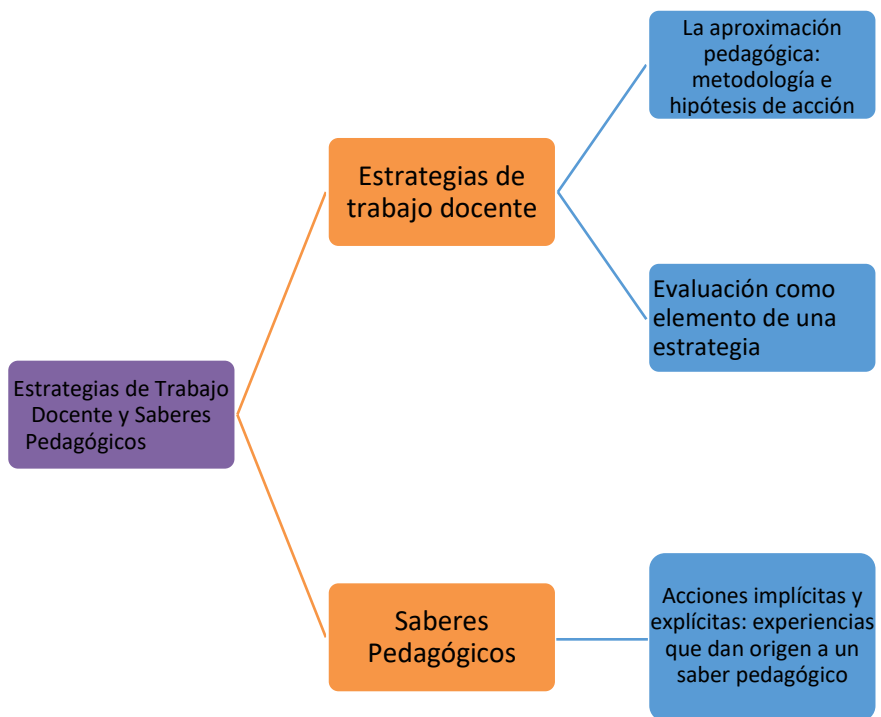 La aproximación
pedagógica:
metodología e
hipótesis de acción
Estrategias de
trabajo docente
Evaluación como
elemento de una
estrategia
Estrategias de Trabajo
Docente y Saberes
Pedagógicos
Saberes
Pedagógicos
Acciones implícitas y
explícitas: experiencias
que dan origen a un
saber pedagógico